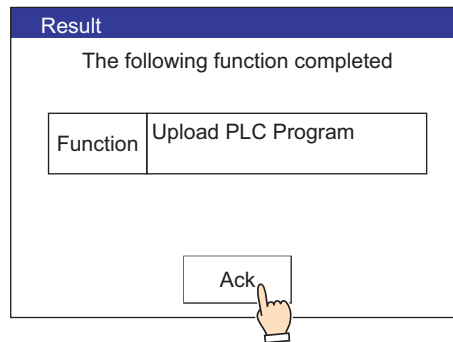 Result
The following function completed
Function
Upload PLC Program
Ack